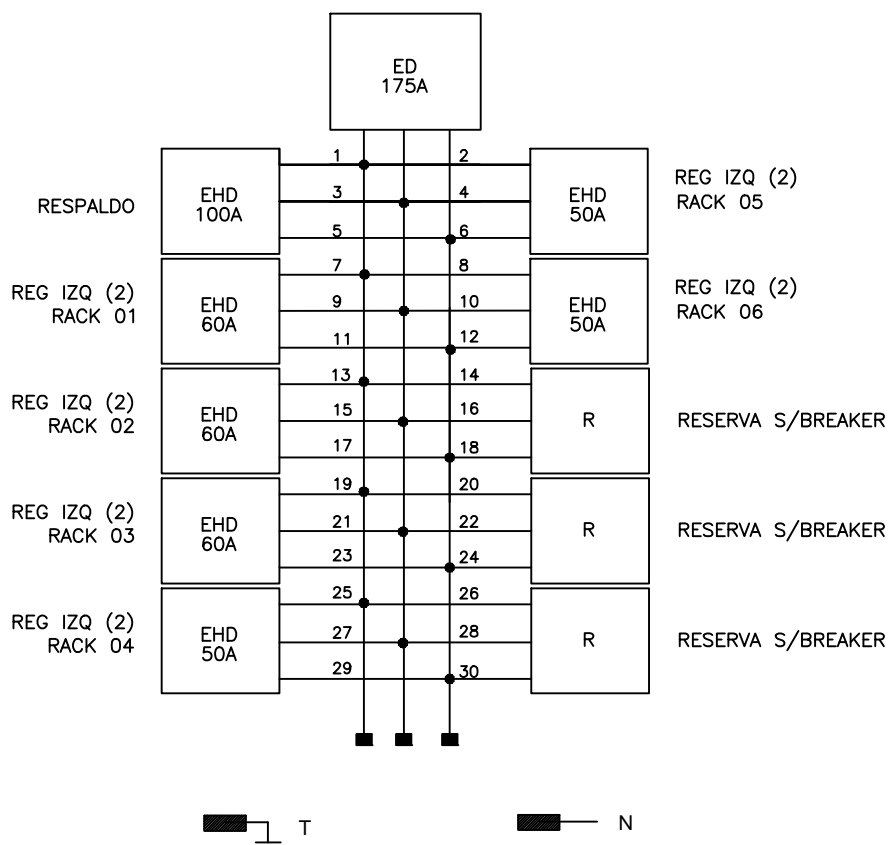 ED
175A
1
2
RESPALDO
EHD
100A
3
4
EHD
50A
REG IZQ (2)
RACK 05
5
6
7
8
REG IZQ (2)
RACK 01
EHD
60A
9
10
EHD
50A
REG IZQ (2)
RACK 06
11
12
13
14
REG IZQ (2)
RACK 02
EHD
60A
15
16
R
RESERVA S/BREAKER
17
18
19
20
REG IZQ (2)
RACK 03
EHD
60A
21
22
R
RESERVA S/BREAKER
23
24
25
26
REG IZQ (2)
RACK 04
EHD
50A
27
28
R
RESERVA S/BREAKER
29
30
T
N